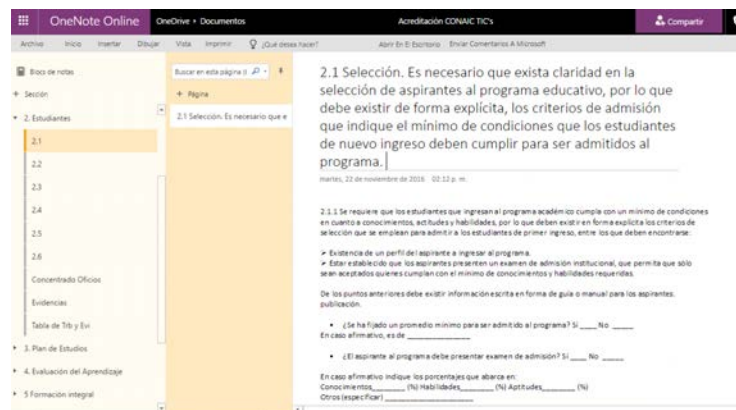 OneNote Online OneDrive ▸ Documentos Acreditación CONAIC TIC's Compartir
Archivo Inicio Insertar Dibujar Vista Imprimir ¿Qué desea hacer? Abrir En El Escritorio Enviar Comentarios A Microsoft
Blocs de notas
+ Sección
2. Estudiantes
2.1
2.2
2.3
2.4
2.5
2.6
Concentrado Oficios
Evidencias
Tabla de Trib y Evi
3. Plan de Estudios
4. Evaluación del Aprendizaje
5 Formación integral
Buscar en esta página (
+ Página
2.1 Selección. Es necesario que e
2.1 Selección. Es necesario que exista claridad en la
selección de aspirantes al programa educativo, por lo que
debe existir de forma explícita, los criterios de admisión
que indique el mínimo de condiciones que los estudiantes
de nuevo ingreso deben cumplir para ser admitidos al
programa.
martes, 22 de noviembre de 2016 02:12 p. m.
2.1.1 Se requiere que los estudiantes que ingresan al programa académico cumpla con un mínimo de condiciones
en cuanto a conocimientos, actitudes y habilidades, por lo que deben existir en forma explícita los criterios de
selección que se emplean para admitir a los estudiantes de primer ingreso, entre los que deben encontrarse:
➢ Existencia de un perfil del aspirante a ingresar al programa.
➢ Estar establecido que los aspirantes presenten un examen de admisión institucional, que permita que sólo
sean aceptados quieres cumplan con el mínimo de conocimientos y habilidades requeridas.
De los puntos anteriores debe existir información escrita en forma de guía o manual para los aspirantes.
publicación.
• ¿Se ha fijado un promedio mínimo para ser admitido al programa? Sí ____ No _____
En caso afirmativo, es de ______________
• ¿El aspirante al programa debe presentar examen de admisión? Sí ____ No _____
En caso afirmativo indique los porcentajes que abarca en:
Conocimientos________ (%) Habilidades________ (%) Aptitudes________ (%)
Otros (especificar) ____________________